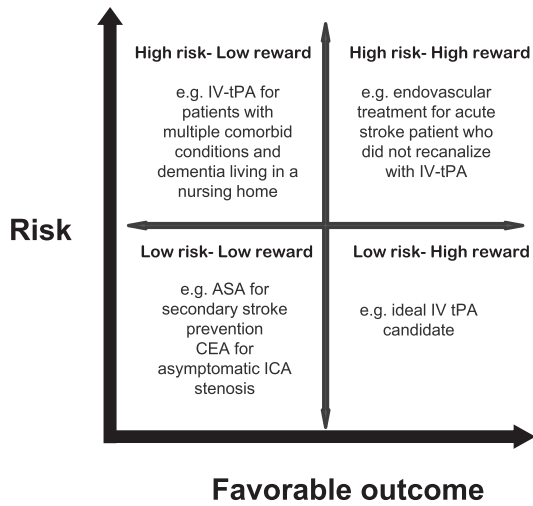 High risk- Low reward
e.g. IV-tPA for
patients with
multiple comorbid
conditions and
dementia living in a
nursing home
High risk- High reward
e.g. endovascular
treatment for acute
stroke patient who
did not recanalize
with IV-tPA
Risk
Low risk- Low reward
e.g. ASA for
secondary stroke
prevention
CEA for
asymptomatic ICA
stenosis
Low risk- High reward
e.g. ideal IV tPA
candidate
Favorable outcome